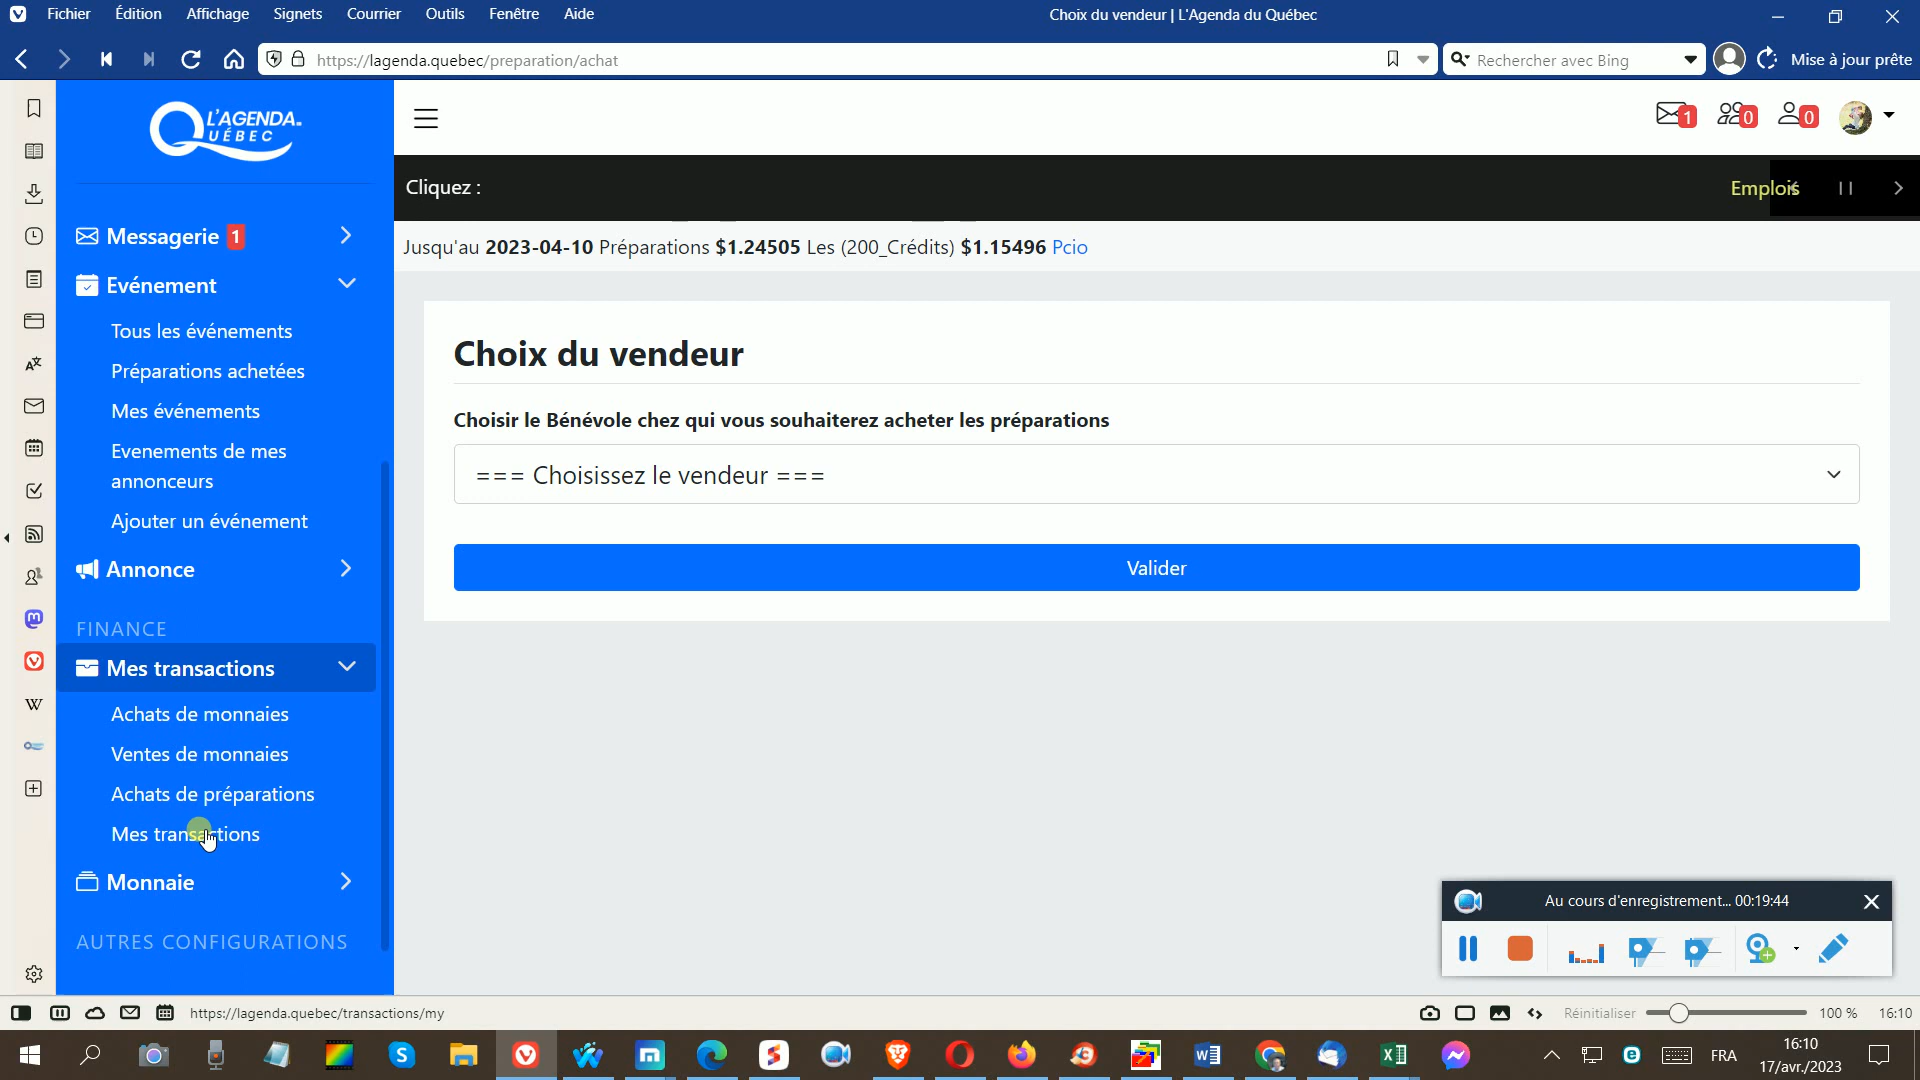 Fichier Édition Affichage Signets Courrier Outils Fenêtre Aide
Choix du vendeur | L'Agenda du Québec
https://lagenda.quebec/preparation/achat
Rechercher avec Bing
Mise à jour prête
L'AGENDA.
UÉBEC
1 0 0
Cliquez :
Emplois
Jusqu'au 2023-04-10 Préparations $1.24505 Les (200_Crédits) $1.15496 Pcio
Messagerie 1
Evénement
Tous les événements
Préparations achetées
Mes événements
Evenements de mes
annonceurs
Ajouter un événement
Annonce
FINANCE
Mes transactions
Achats de monnaies
Ventes de monnaies
Achats de préparations
Mes transactions
Monnaie
AUTRES CONFIGURATIONS
Choix du vendeur
Choisir le Bénévole chez qui vous souhaiterez acheter les préparations
=== Choisissez le vendeur ===
Valider
Au cours d'enregistrement... 00:19:44
https://lagenda.quebec/transactions/my
Réinitialiser 100 % 16:10
FRA
16:10
17/avr./2023